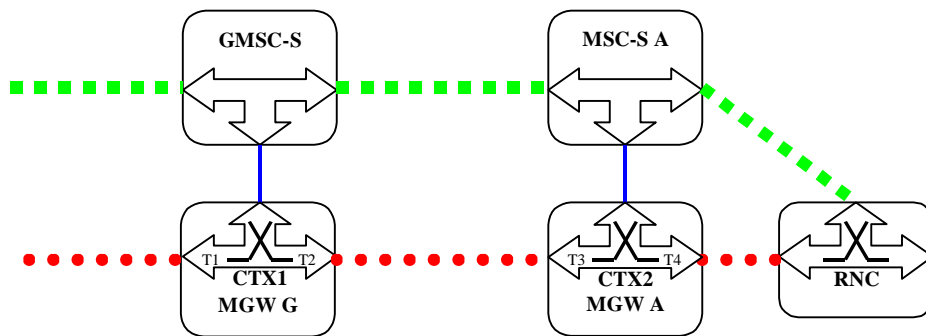 GMSC-S
MSC-S A
T1
T2
CTX1
MGW G
T3
T4
CTX2
MGW A
RNC